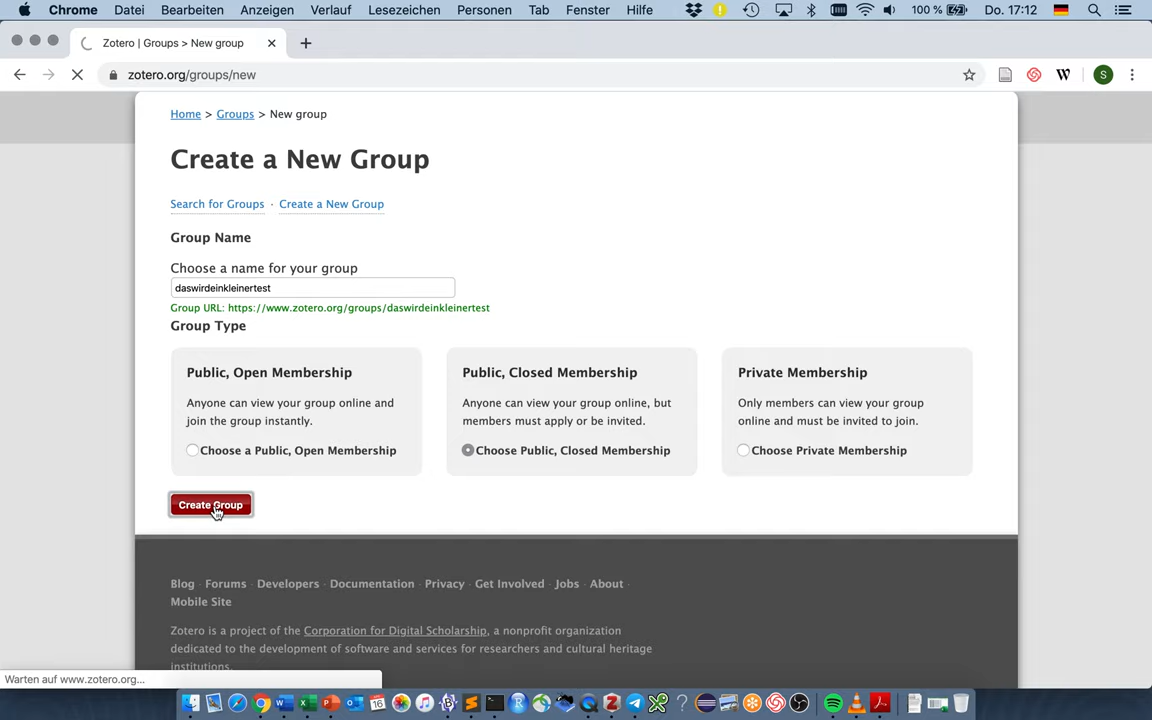 Chrome Datei Bearbeiten Anzeigen Verlauf Lesezeichen Personen Tab Fenster Hilfe 100 % Do. 17:12
Zotero | Groups > New group
zotero.org/groups/new
W S
Home > Groups > New group
Create a New Group
Search for Groups · Create a New Group
Group Name
Choose a name for your group
daswirdeinkleinertest
Group URL: https://www.zotero.org/groups/daswirdeinkleinertest
Group Type
Public, Open Membership
Anyone can view your group online and
join the group instantly.
Choose a Public, Open Membership
Public, Closed Membership
Anyone can view your group online, but
members must apply or be invited.
Choose Public, Closed Membership
Private Membership
Only members can view your group
online and must be invited to join.
Choose Private Membership
Create Group
Blog · Forums · Developers · Documentation · Privacy · Get Involved · Jobs · About ·
Mobile Site
Zotero is a project of the Corporation for Digital Scholarship, a nonprofit organization
dedicated to the development of software and services for researchers and cultural heritage
institutions.
Warten auf www.zotero.org...